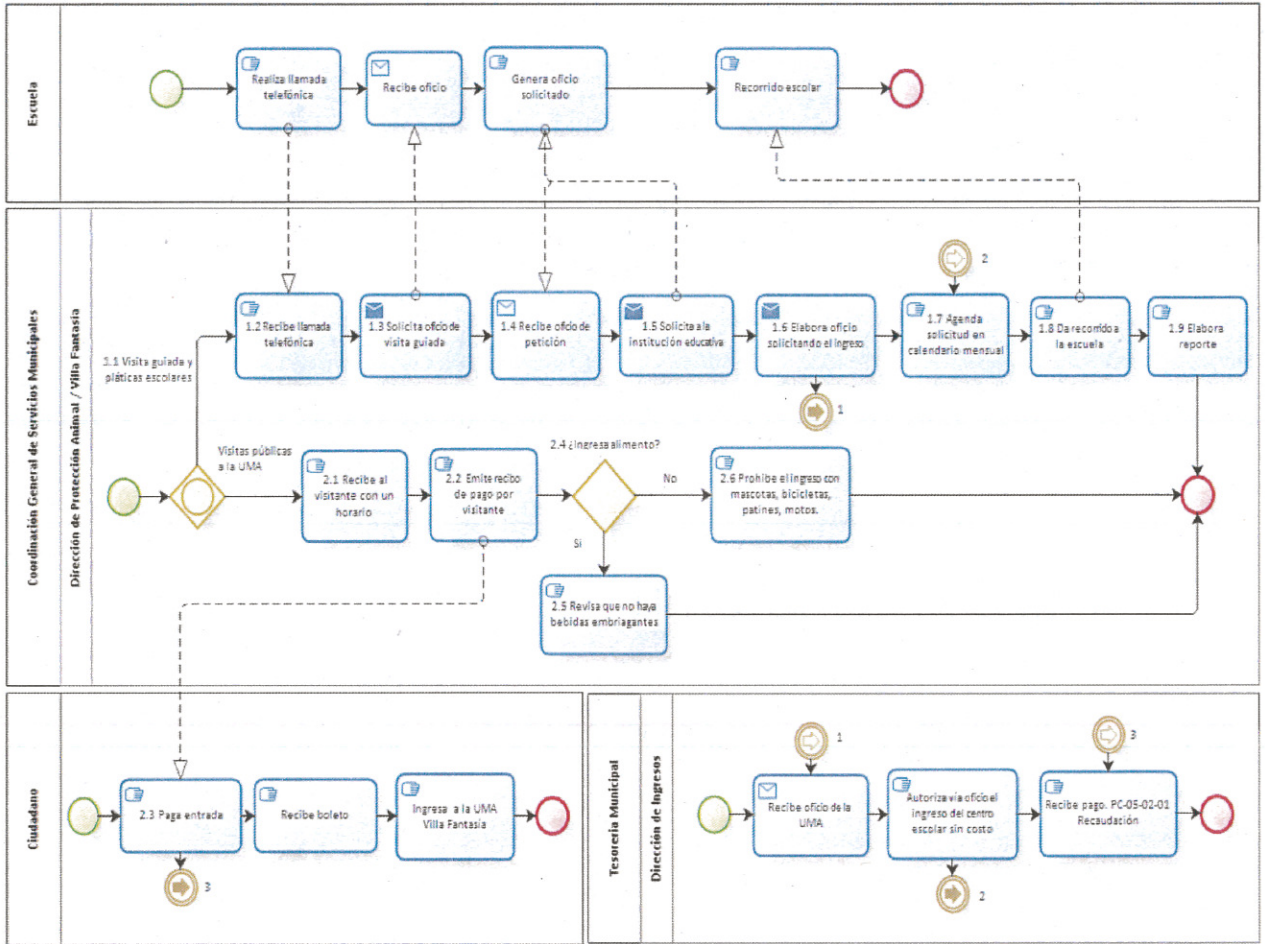 Escuela
Realiza llamada
telefónica
Recibe oficio
Genera oficio
solicitado
Recorrido escolar
Coordinación General de Servicios Municipales
Dirección de Protección Animal / Villa Fantasía
1.1 Visita guiada y
pláticas escolares
1.2 Recibe llamada
telefónica
1.3 Solicita oficio de
visita guiada
1.4 Recibe oficio de
petición
1.5 Solicita a la
institución educativa
1.6 Elabora oficio
solicitando el ingreso
1
2
1.7 Agenda
solicitud en
calendario mensual
1.8 Da recorrido a
la escuela
1.9 Elabora
reporte
Visitas públicas
a la UMA
2.1 Recibe al
visitante con un
horario
2.2 Emite recibo
de pago por
visitante
2.4 ¿Ingresa alimento?
No
Si
2.6 Prohíbe el ingreso con
mascotas, bicicletas,
patines, motos.
2.5 Revisa que no haya
bebidas embriagantes
Ciudadano
2.3 Paga entrada
3
Recibe boleto
Ingresa a la UMA
Villa Fantasía
Tesorería Municipal
Dirección de Ingresos
1
Recibe oficio de la
UMA
Autoriza vía oficio el
ingreso del centro
escolar sin costo
2
3
Recibe pago. PC-05-02-01
Recaudación